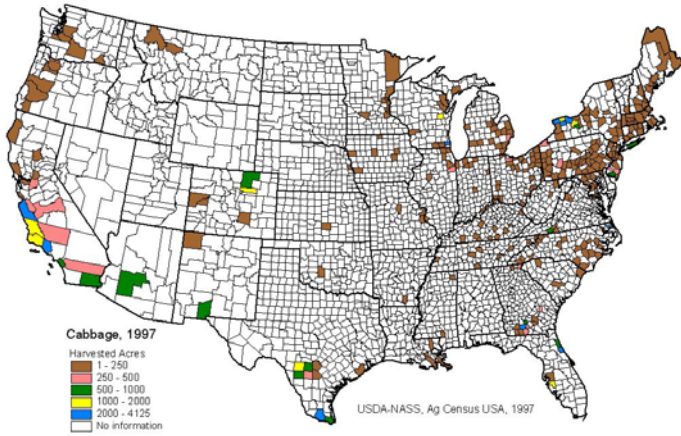 Cabbage, 1997
Harvested Acres
1 - 250
250 - 500
500 - 1000
1000 - 2000
2000 - 4125
No information
USDA-NASS, Ag Census USA, 1997